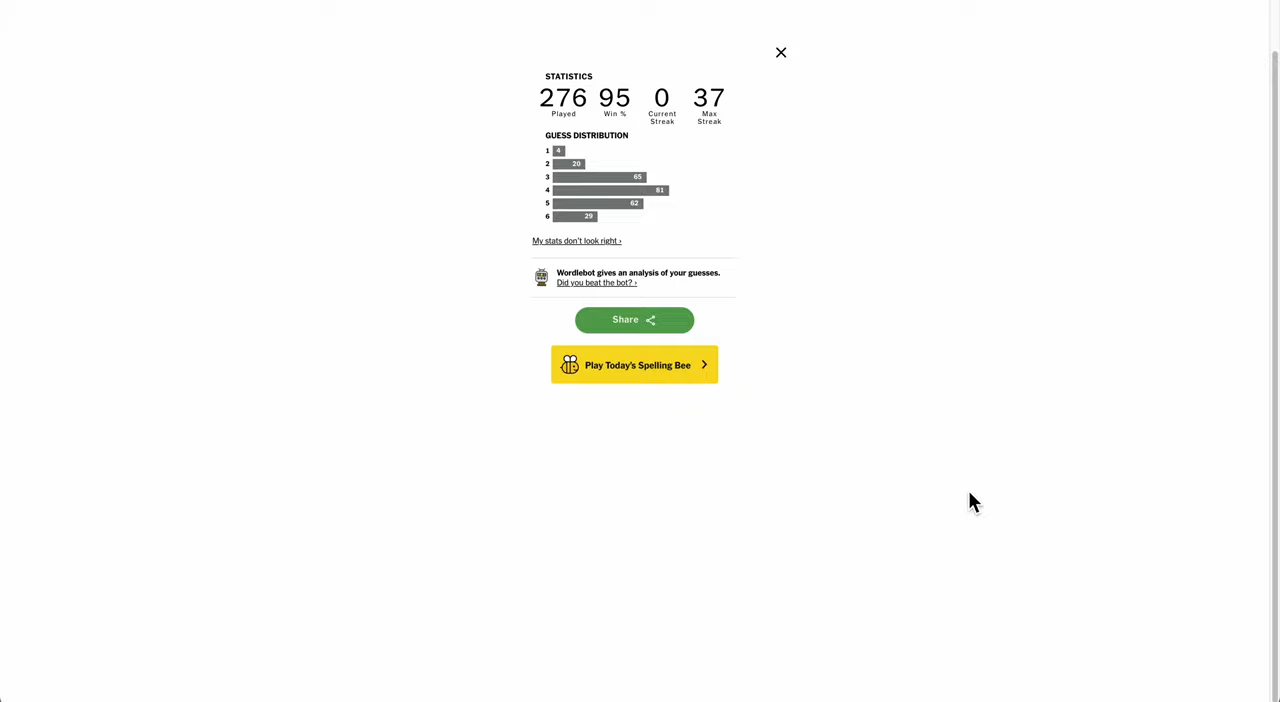 STATISTICS
276 95 0 37
Played Win % Current Streak Max Streak
GUESS DISTRIBUTION
1 4
2 20
3 65
4 81
5 62
6 29
My stats don't look right ›
Wordlebot gives an analysis of your guesses.
Did you beat the bot? ›
Share
Play Today's Spelling Bee